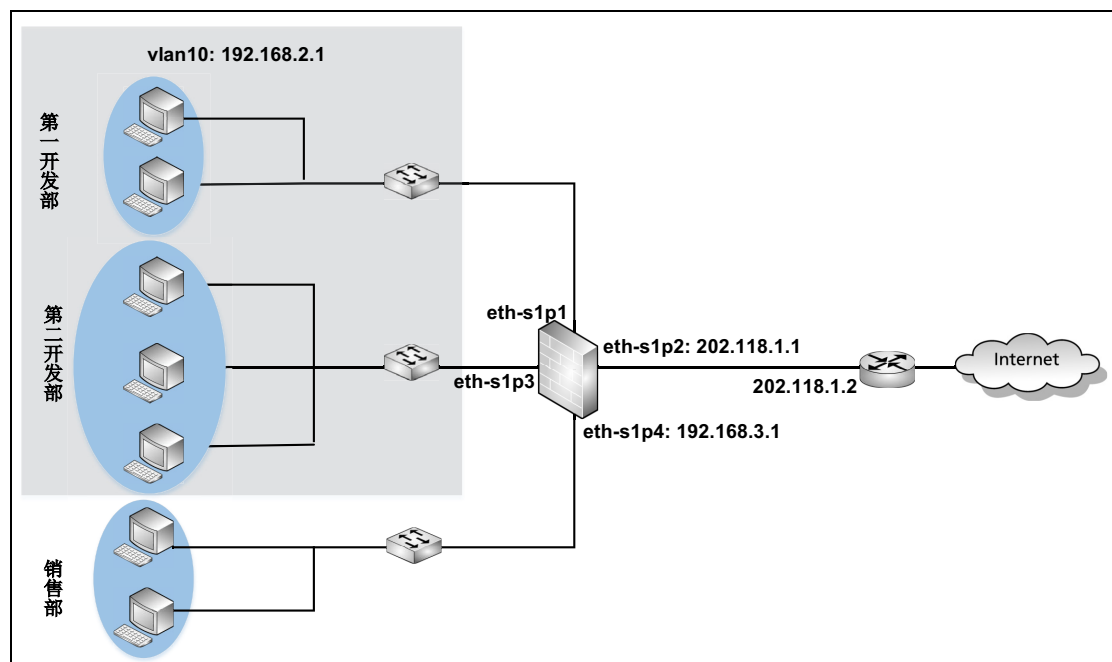 vlan10: 192.168.2.1
第一开发部
eth-s1p1
eth-s1p2: 202.118.1.1
Internet
第二开发部
eth-s1p3
202.118.1.2
eth-s1p4: 192.168.3.1
销售部